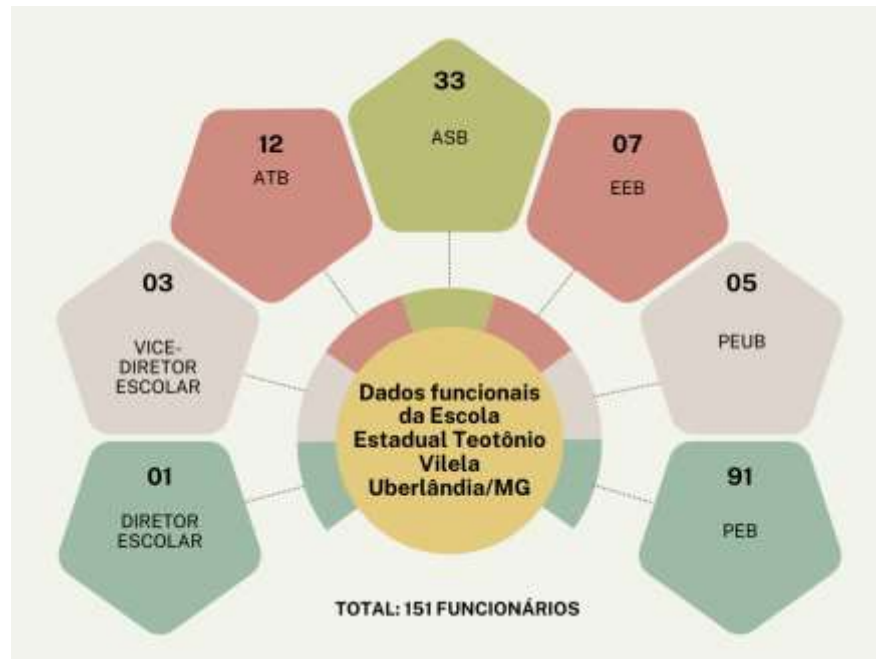 33
ASB
12
ATB
07
EEB
03
VICE-
DIRETOR
ESCOLAR
05
PEUB
01
DIRETOR
ESCOLAR
91
PEB
Dados funcionais
da Escola
Estadual Teotônio
Vilela
Uberlândia/MG
TOTAL: 151 FUNCIONÁRIOS